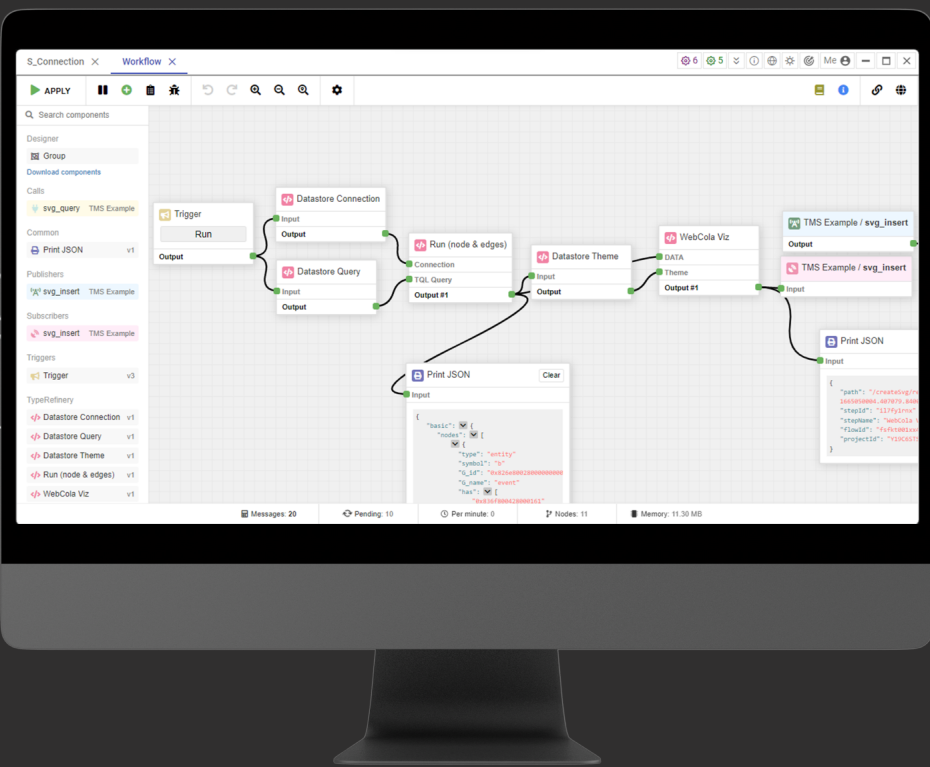 S_Connection
Workflow
6
5
Me
APPLY
Search components
Designer
Group
Download components
Calls
svg_query TMS Example
Common
Print JSON v1
Publishers
svg_insert TMS Example
Subscribers
svg_insert TMS Example
Triggers
Trigger v3
TypeRefinery
Datastore Connection v1
Datastore Query v1
Datastore Theme v1
Run (node & edges) v1
WebCola Viz v1
Trigger
Run
Output
Datastore Connection
Input
Output
Datastore Query
Input
Output
Run (node & edges)
Connection
TQL Query
Output #1
Datastore Theme
Input
Output
WebCola Viz
DATA
Theme
Output #1
TMS Example / svg_insert
Output
TMS Example / svg_insert
Input
Print JSON Clear
Input
{
"basic": {
"nodes": [
{
"type": "entity"
"symbol": "b"
"G_id":
"G_name": "event"
"has": [
Print JSON
Input
{
"path":
"stepId":
"stepName": "WebCola
"flowId":
"projectId":
}
Messages: 20
Pending: 10
Per minute: 0
Nodes: 11
Memory: 11.30 MB